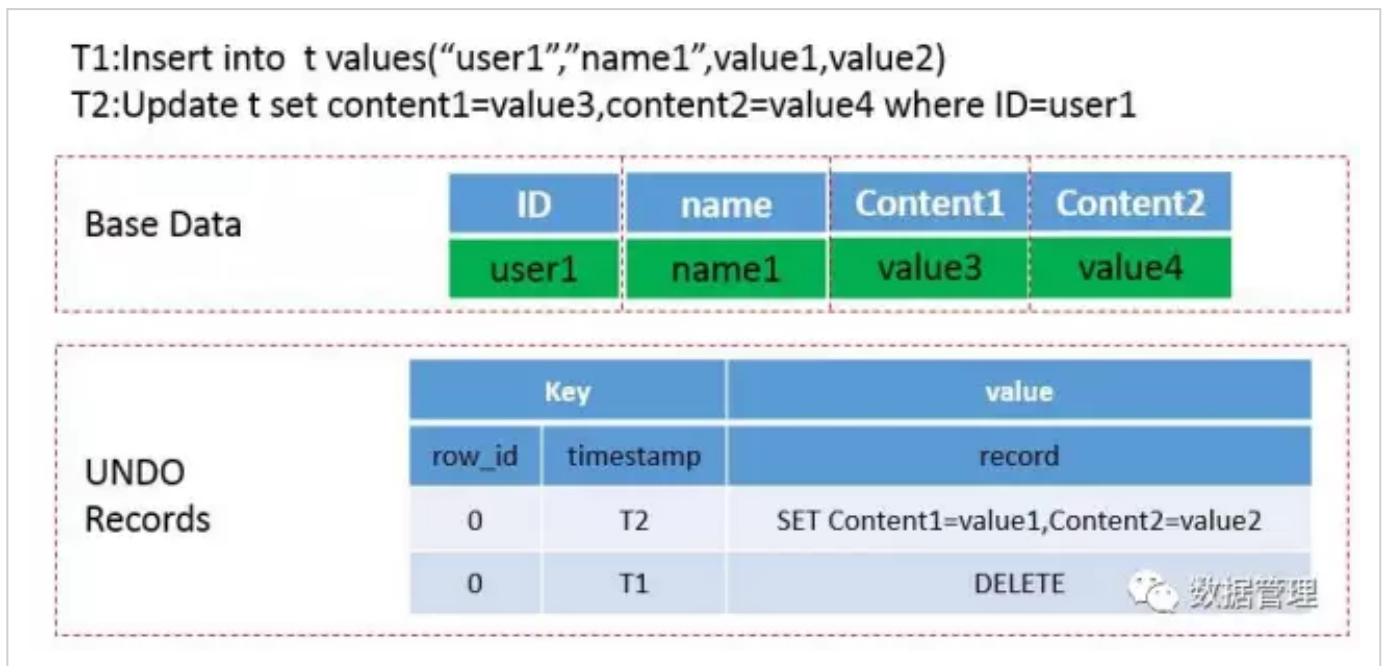 T1:Insert into t values(“user1”,”name1”,value1,value2)
T2:Update t set content1=value3,content2=value4 where ID=user1
Base Data
ID name Content1 Content2
user1 name1 value3 value4
UNDO
Records
Key value
row_id timestamp record
0 T2 SET Content1=value1,Content2=value2
0 T1 DELETE
数据管理